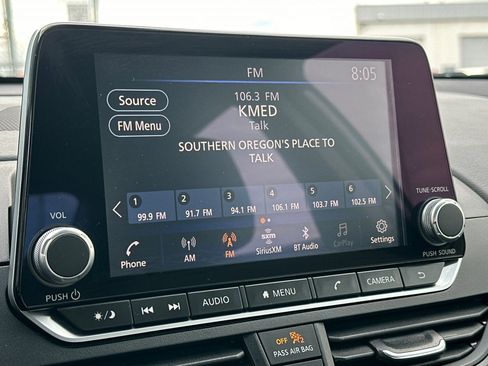 FM
8:05
Source
FM Menu
106.3 FM
KMED
Talk
SOUTHERN OREGON'S PLACE TO
TALK
1 2 3 4 5 6
99.9 FM 91.7 FM 94.1 FM 106.1 FM 103.7 FM 102.5 FM
Phone AM FM SiriusXM BT Audio CarPlay Settings
sxm
VOL
PUSH
TUNE·SCROLL
PUSH SOUND
AUDIO MENU CAMERA
OFF 2
PASS AIR BAG